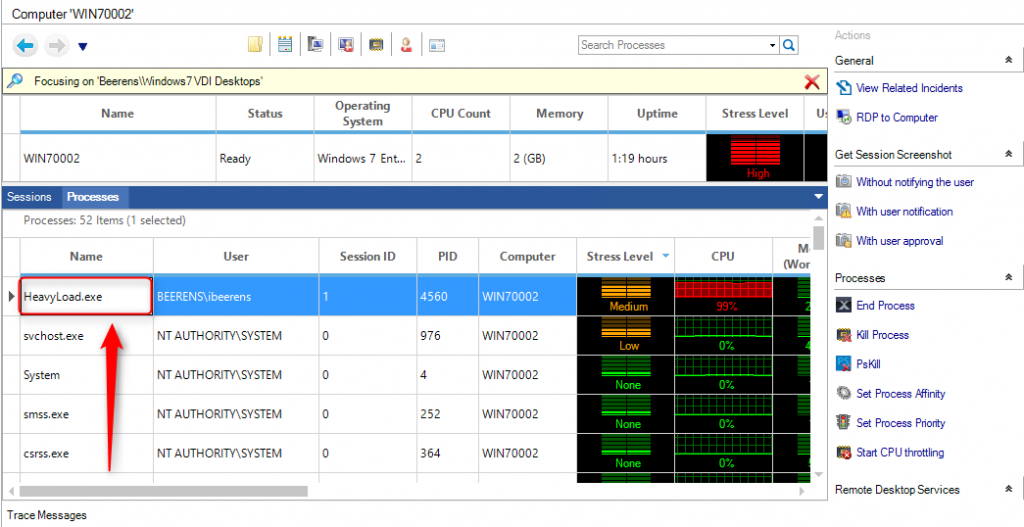 Computer 'WIN70002'
Search Processes
Focusing on 'Beerens\Windows7 VDI Desktops'
Name Status Operating System CPU Count Memory Uptime Stress Level
WIN70002 Ready Windows 7 Ent... 2 2 (GB) 1:19 hours High
Sessions Processes
Processes: 52 Items (1 selected)
Name User Session ID PID Computer Stress Level CPU
HeavyLoad.exe BEERENS\ibeerens 1 4560 WIN70002 Medium 99%
svchost.exe NT AUTHORITY\SYSTEM 0 976 WIN70002 Low 0%
System NT AUTHORITY\SYSTEM 0 4 WIN70002 None 0%
smss.exe NT AUTHORITY\SYSTEM 0 252 WIN70002 None 0%
csrss.exe NT AUTHORITY\SYSTEM 0 364 WIN70002 None 0%
Trace Messages
Actions
General
View Related Incidents
RDP to Computer
Get Session Screenshot
Without notifying the user
With user notification
With user approval
Processes
End Process
Kill Process
PsKill
Set Process Affinity
Set Process Priority
Start CPU throttling
Remote Desktop Services